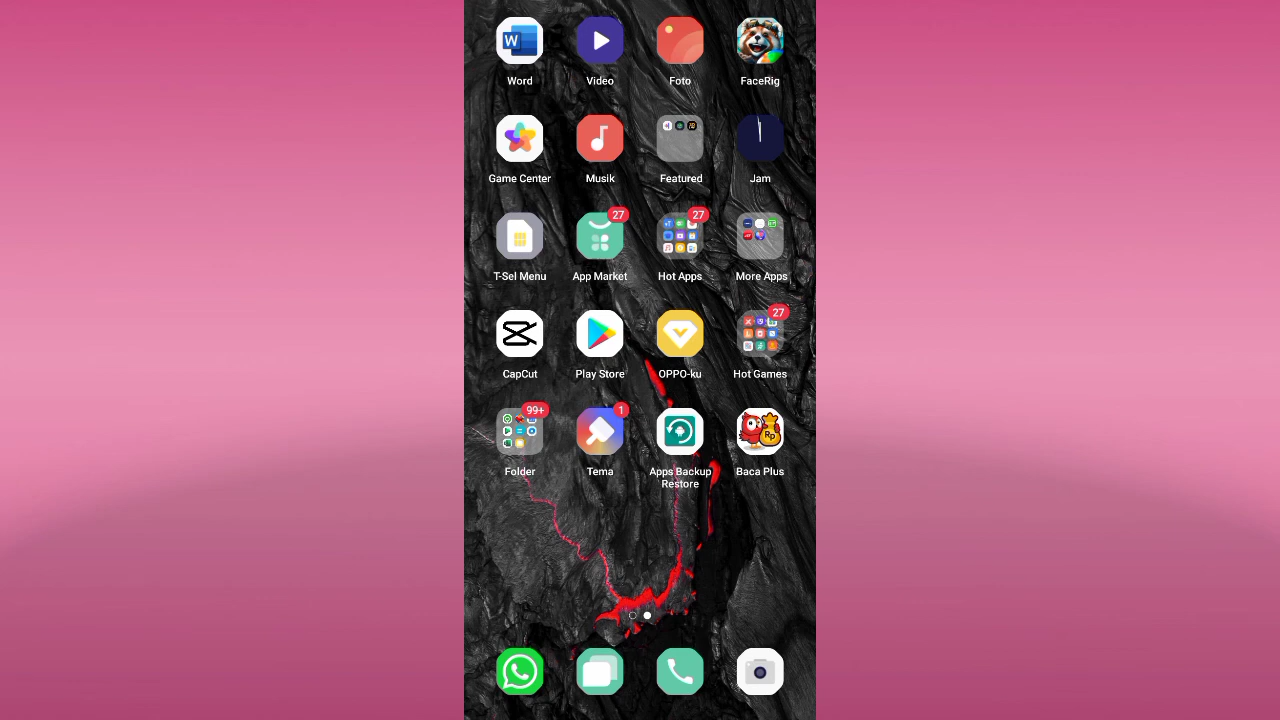 W
Word
Video
Foto
FaceRig
Game Center
Musik
Featured
Jam
27
27
T-Sel Menu
App Market
Hot Apps
More Apps
27
CapCut
Play Store
OPPO-ku
Hot Games
99+
1
Rp
Folder
Tema
Apps Backup
Restore
Baca Plus